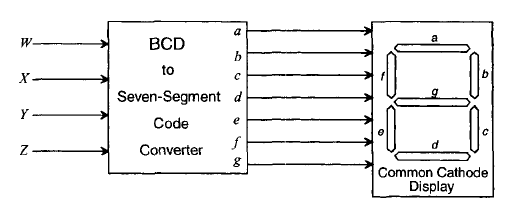 W
X
Y
Z
BCD
to
Seven-Segment
Code
Converter
a
b
c
d
e
f
g
a
f
b
g
e
c
d
Common Cathode
Display